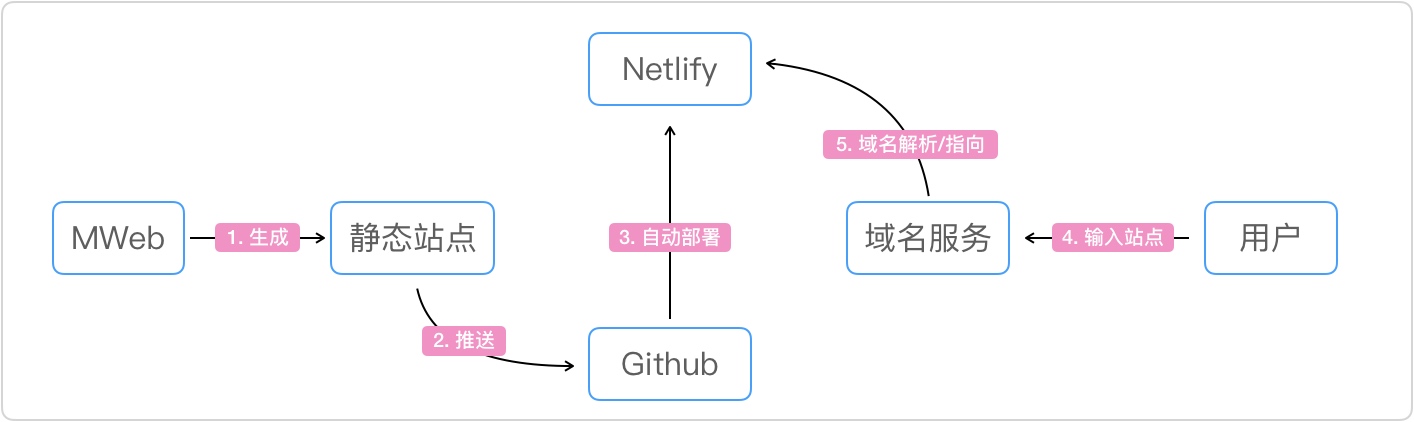 Netlify
5. 域名解析/指向
MWeb
1. 生成
静态站点
3. 自动部署
域名服务
4. 输入站点
用户
2. 推送
Github